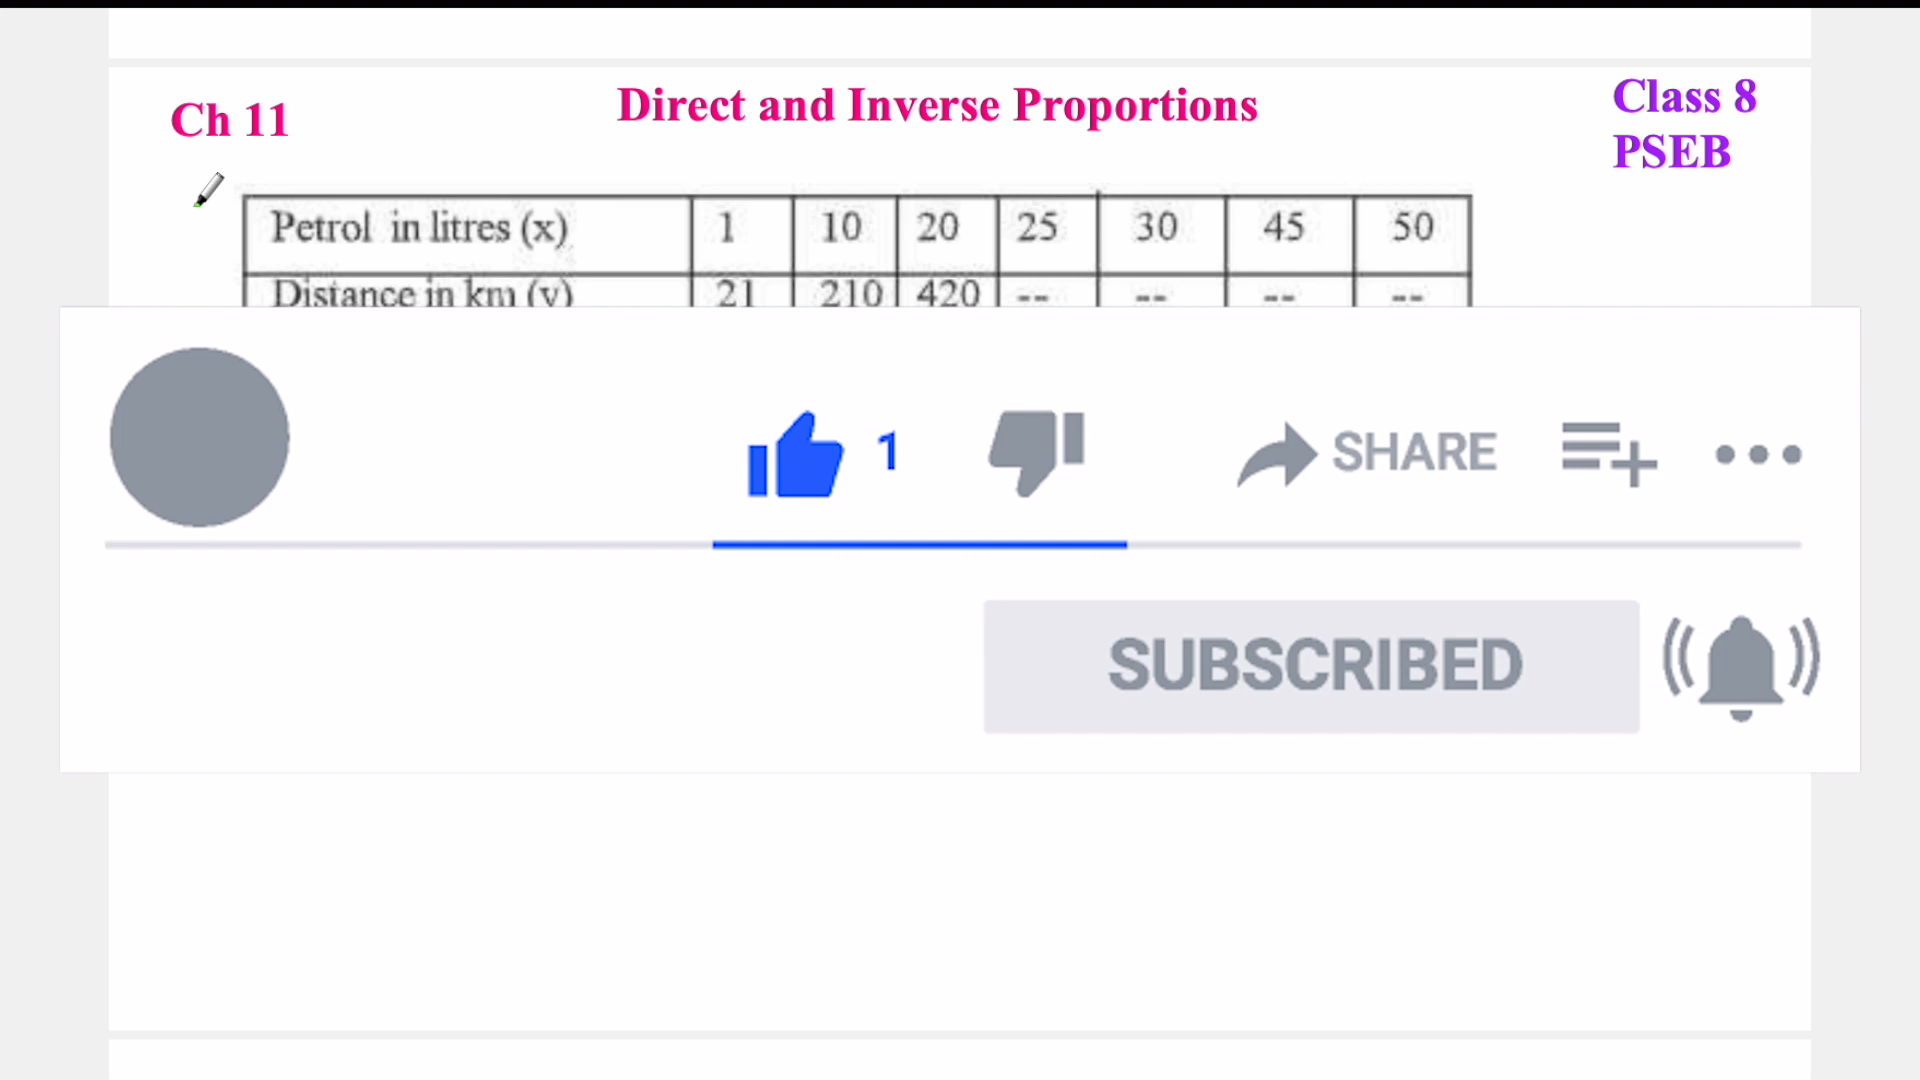 Ch 11
Direct and Inverse Proportions
Class 8
PSEB
Petrol in litres (x) 1 10 20 25 30 45 50
Distance in km (y) 21 210 420 -- -- -- --
1 SHARE
SUBSCRIBED